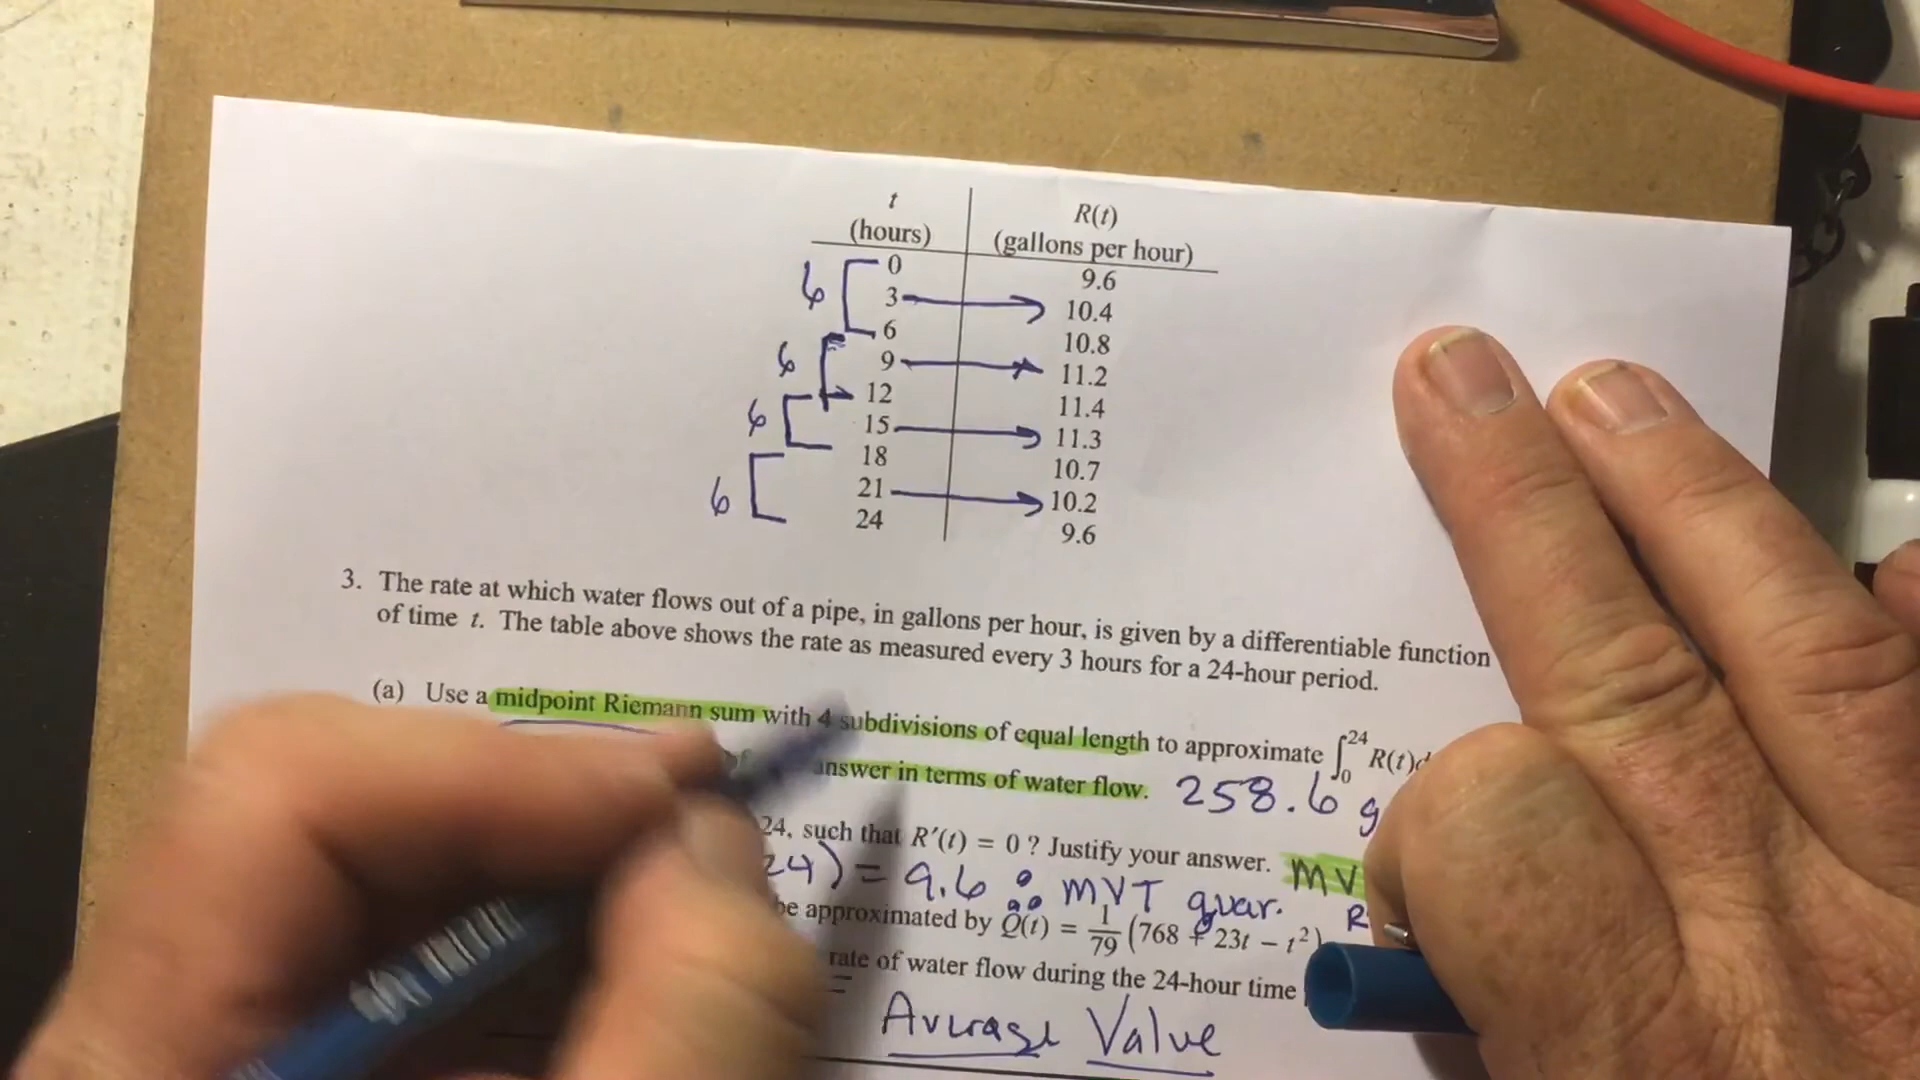 t R(t)
(hours) (gallons per hour)
6 0 9.6
3 10.4
6 10.8
6 9 11.2
12 11.4
6 15 11.3
18 10.7
6 21 10.2
24 9.6
3. The rate at which water flows out of a pipe, in gallons per hour, is given by a differentiable function
of time t. The table above shows the rate as measured every 3 hours for a 24-hour period.
(a) Use a midpoint Riemann sum with 4 subdivisions of equal length to approximate ∫₀²⁴ R(t)
answer in terms of water flow. 258.6 g
24, such that R′(t) = 0 ? Justify your answer. MV
24) = 9.6 ∴ MVT guar. R
be approximated by Q(t) = 1/79 (768 + 23t − t²)
rate of water flow during the 24-hour time
= Average Value